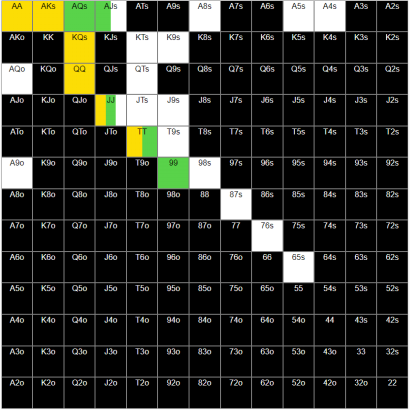 AA AKs AQs AJs ATs A9s A8s A7s A6s A5s A4s A3s A2s
AKo KK KQs KJs KTs K9s K8s K7s K6s K5s K4s K3s K2s
AQo KQo QQ QJs QTs Q9s Q8s Q7s Q6s Q5s Q4s Q3s Q2s
AJo KJo QJo JJ JTs J9s J8s J7s J6s J5s J4s J3s J2s
ATo KTo QTo JTo TT T9s T8s T7s T6s T5s T4s T3s T2s
A9o K9o Q9o J9o T9o 99 98s 97s 96s 95s 94s 93s 92s
A8o K8o Q8o J8o T8o 98o 88 87s 86s 85s 84s 83s 82s
A7o K7o Q7o J7o T7o 97o 87o 77 76s 75s 74s 73s 72s
A6o K6o Q6o J6o T6o 96o 86o 76o 66 65s 64s 63s 62s
A5o K5o Q5o J5o T5o 95o 85o 75o 65o 55 54s 53s 52s
A4o K4o Q4o J4o T4o 94o 84o 74o 64o 54o 44 43s 42s
A3o K3o Q3o J3o T3o 93o 83o 73o 63o 53o 43o 33 32s
A2o K2o Q2o J2o T2o 92o 82o 72o 62o 52o 42o 32o 22